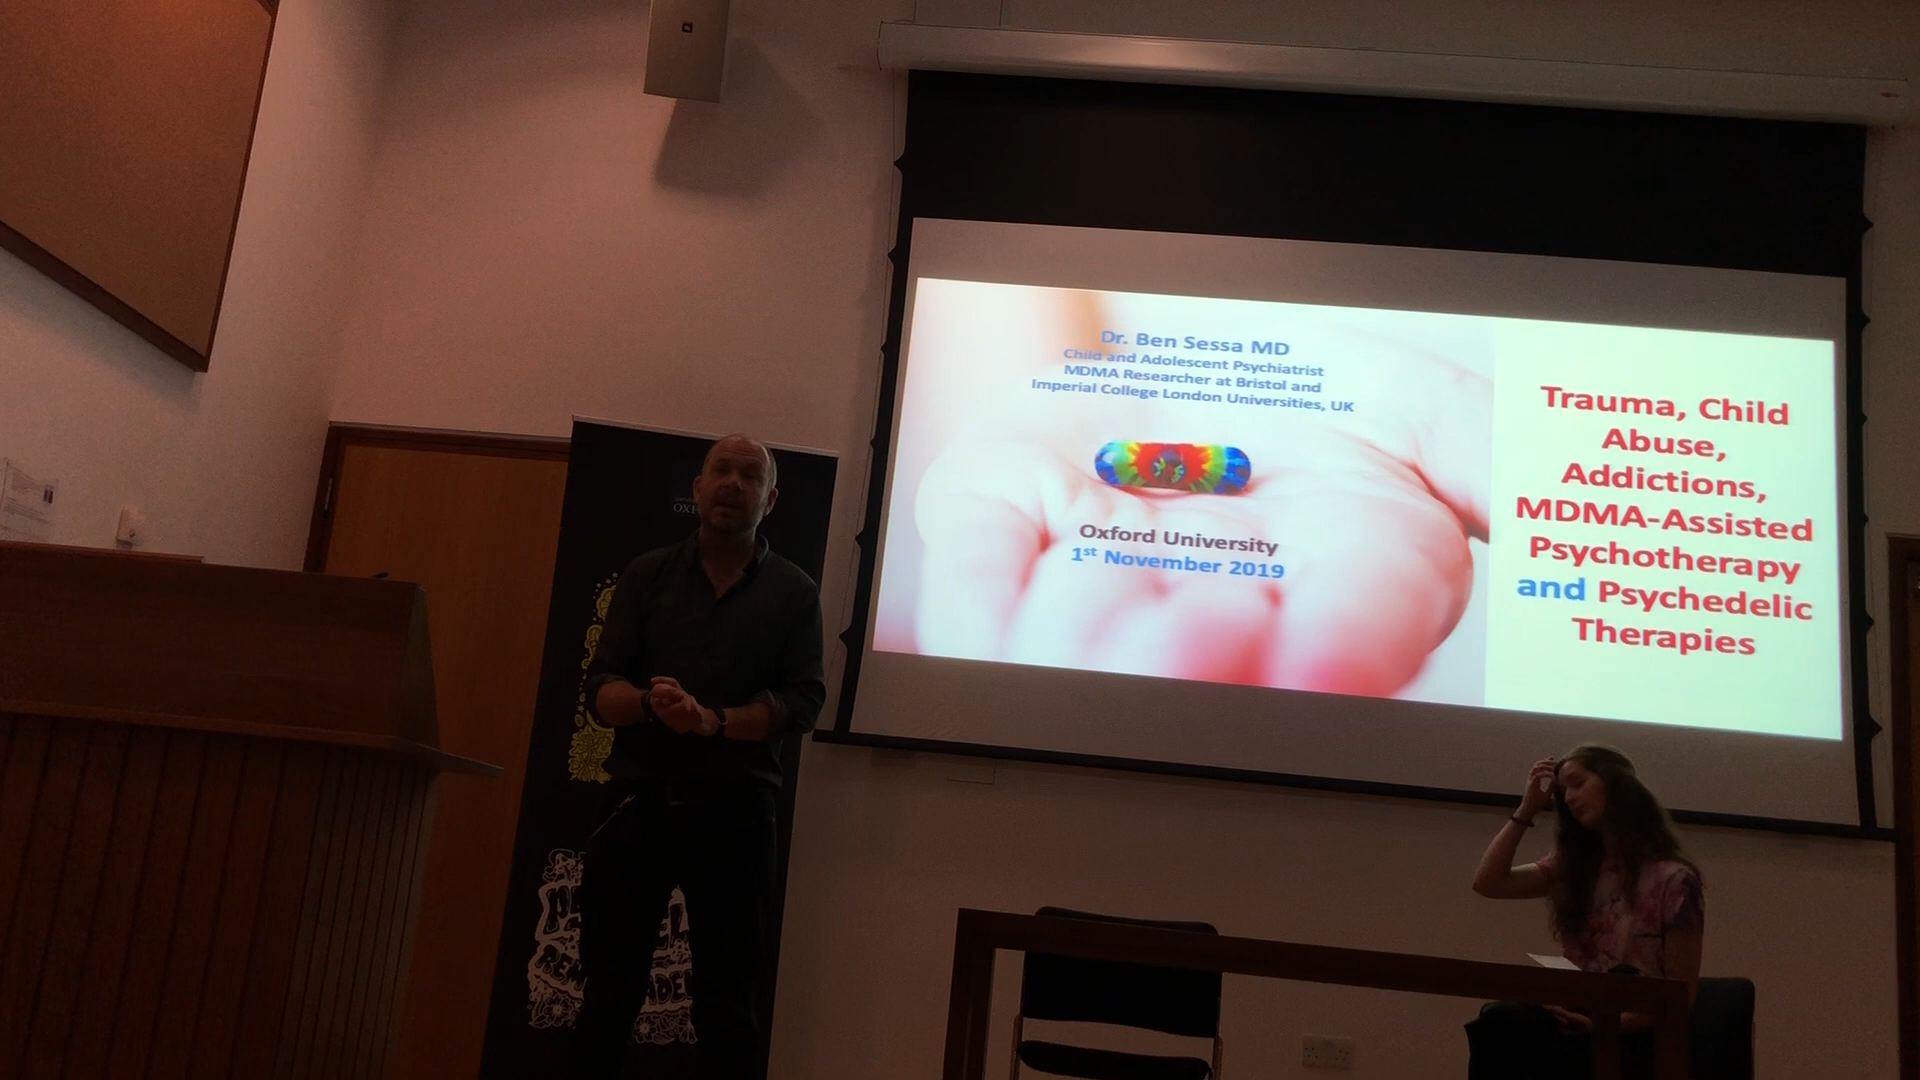 Dr. Ben Sessa MD
Child and Adolescent Psychiatrist
MDMA Researcher at Bristol and
Imperial College London Universities, UK
Oxford University
1st November 2019
Trauma, Child
Abuse,
Addictions,
MDMA-Assisted
Psychotherapy
and Psychedelic
Therapies